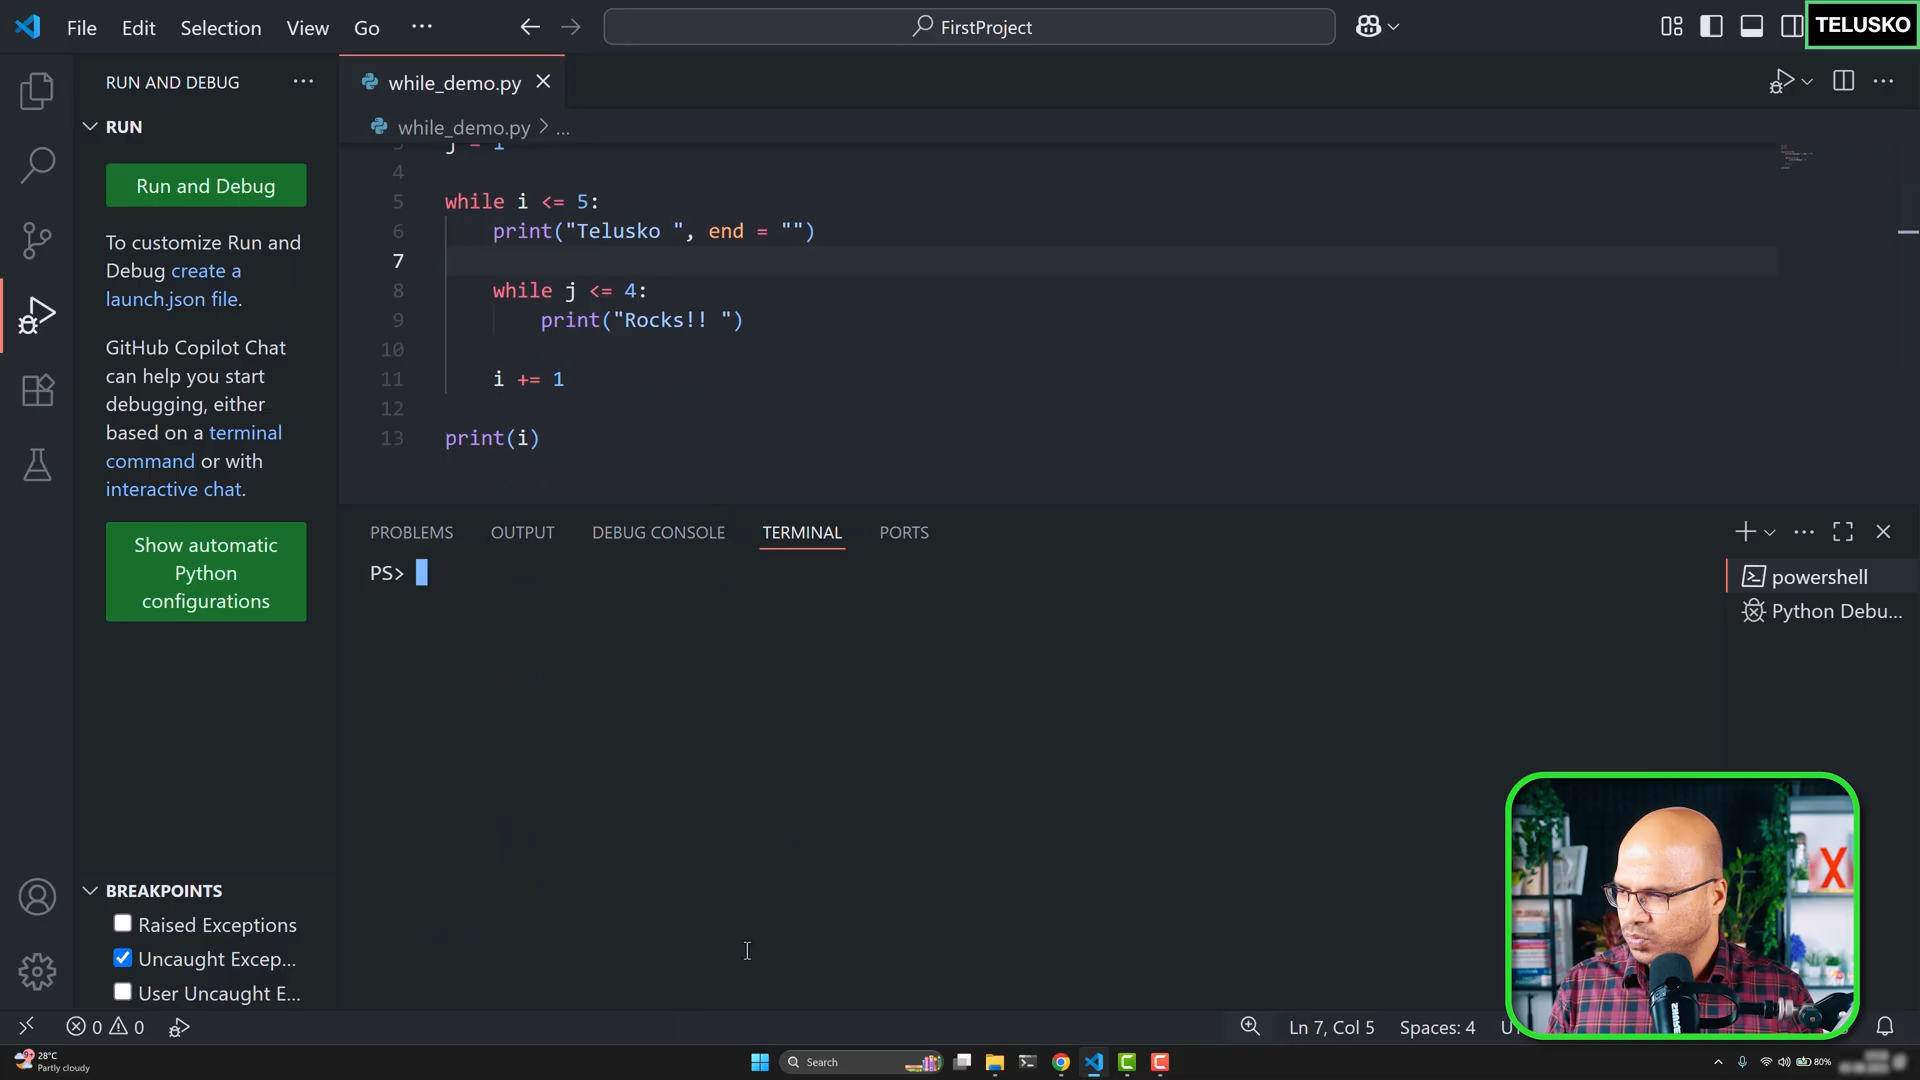 File Edit Selection View Go ··· FirstProject TELUSKO
RUN AND DEBUG ···
RUN
Run and Debug
To customize Run and
Debug create a
launch.json file.
GitHub Copilot Chat
can help you start
debugging, either
based on a terminal
command or with
interactive chat.
Show automatic
Python
configurations
BREAKPOINTS
Raised Exceptions
Uncaught Excep...
User Uncaught E...
while_demo.py
while_demo.py > ...
3 j = 1
4
5 while i <= 5:
6 print("Telusko ", end = "")
7
8 while j <= 4:
9 print("Rocks!! ")
10
11 i += 1
12
13 print(i)
PROBLEMS OUTPUT DEBUG CONSOLE TERMINAL PORTS
PS>
powershell
Python Debu...
X
0 0 Ln 7, Col 5 Spaces: 4
28°C
Partly cloudy
Search
80%